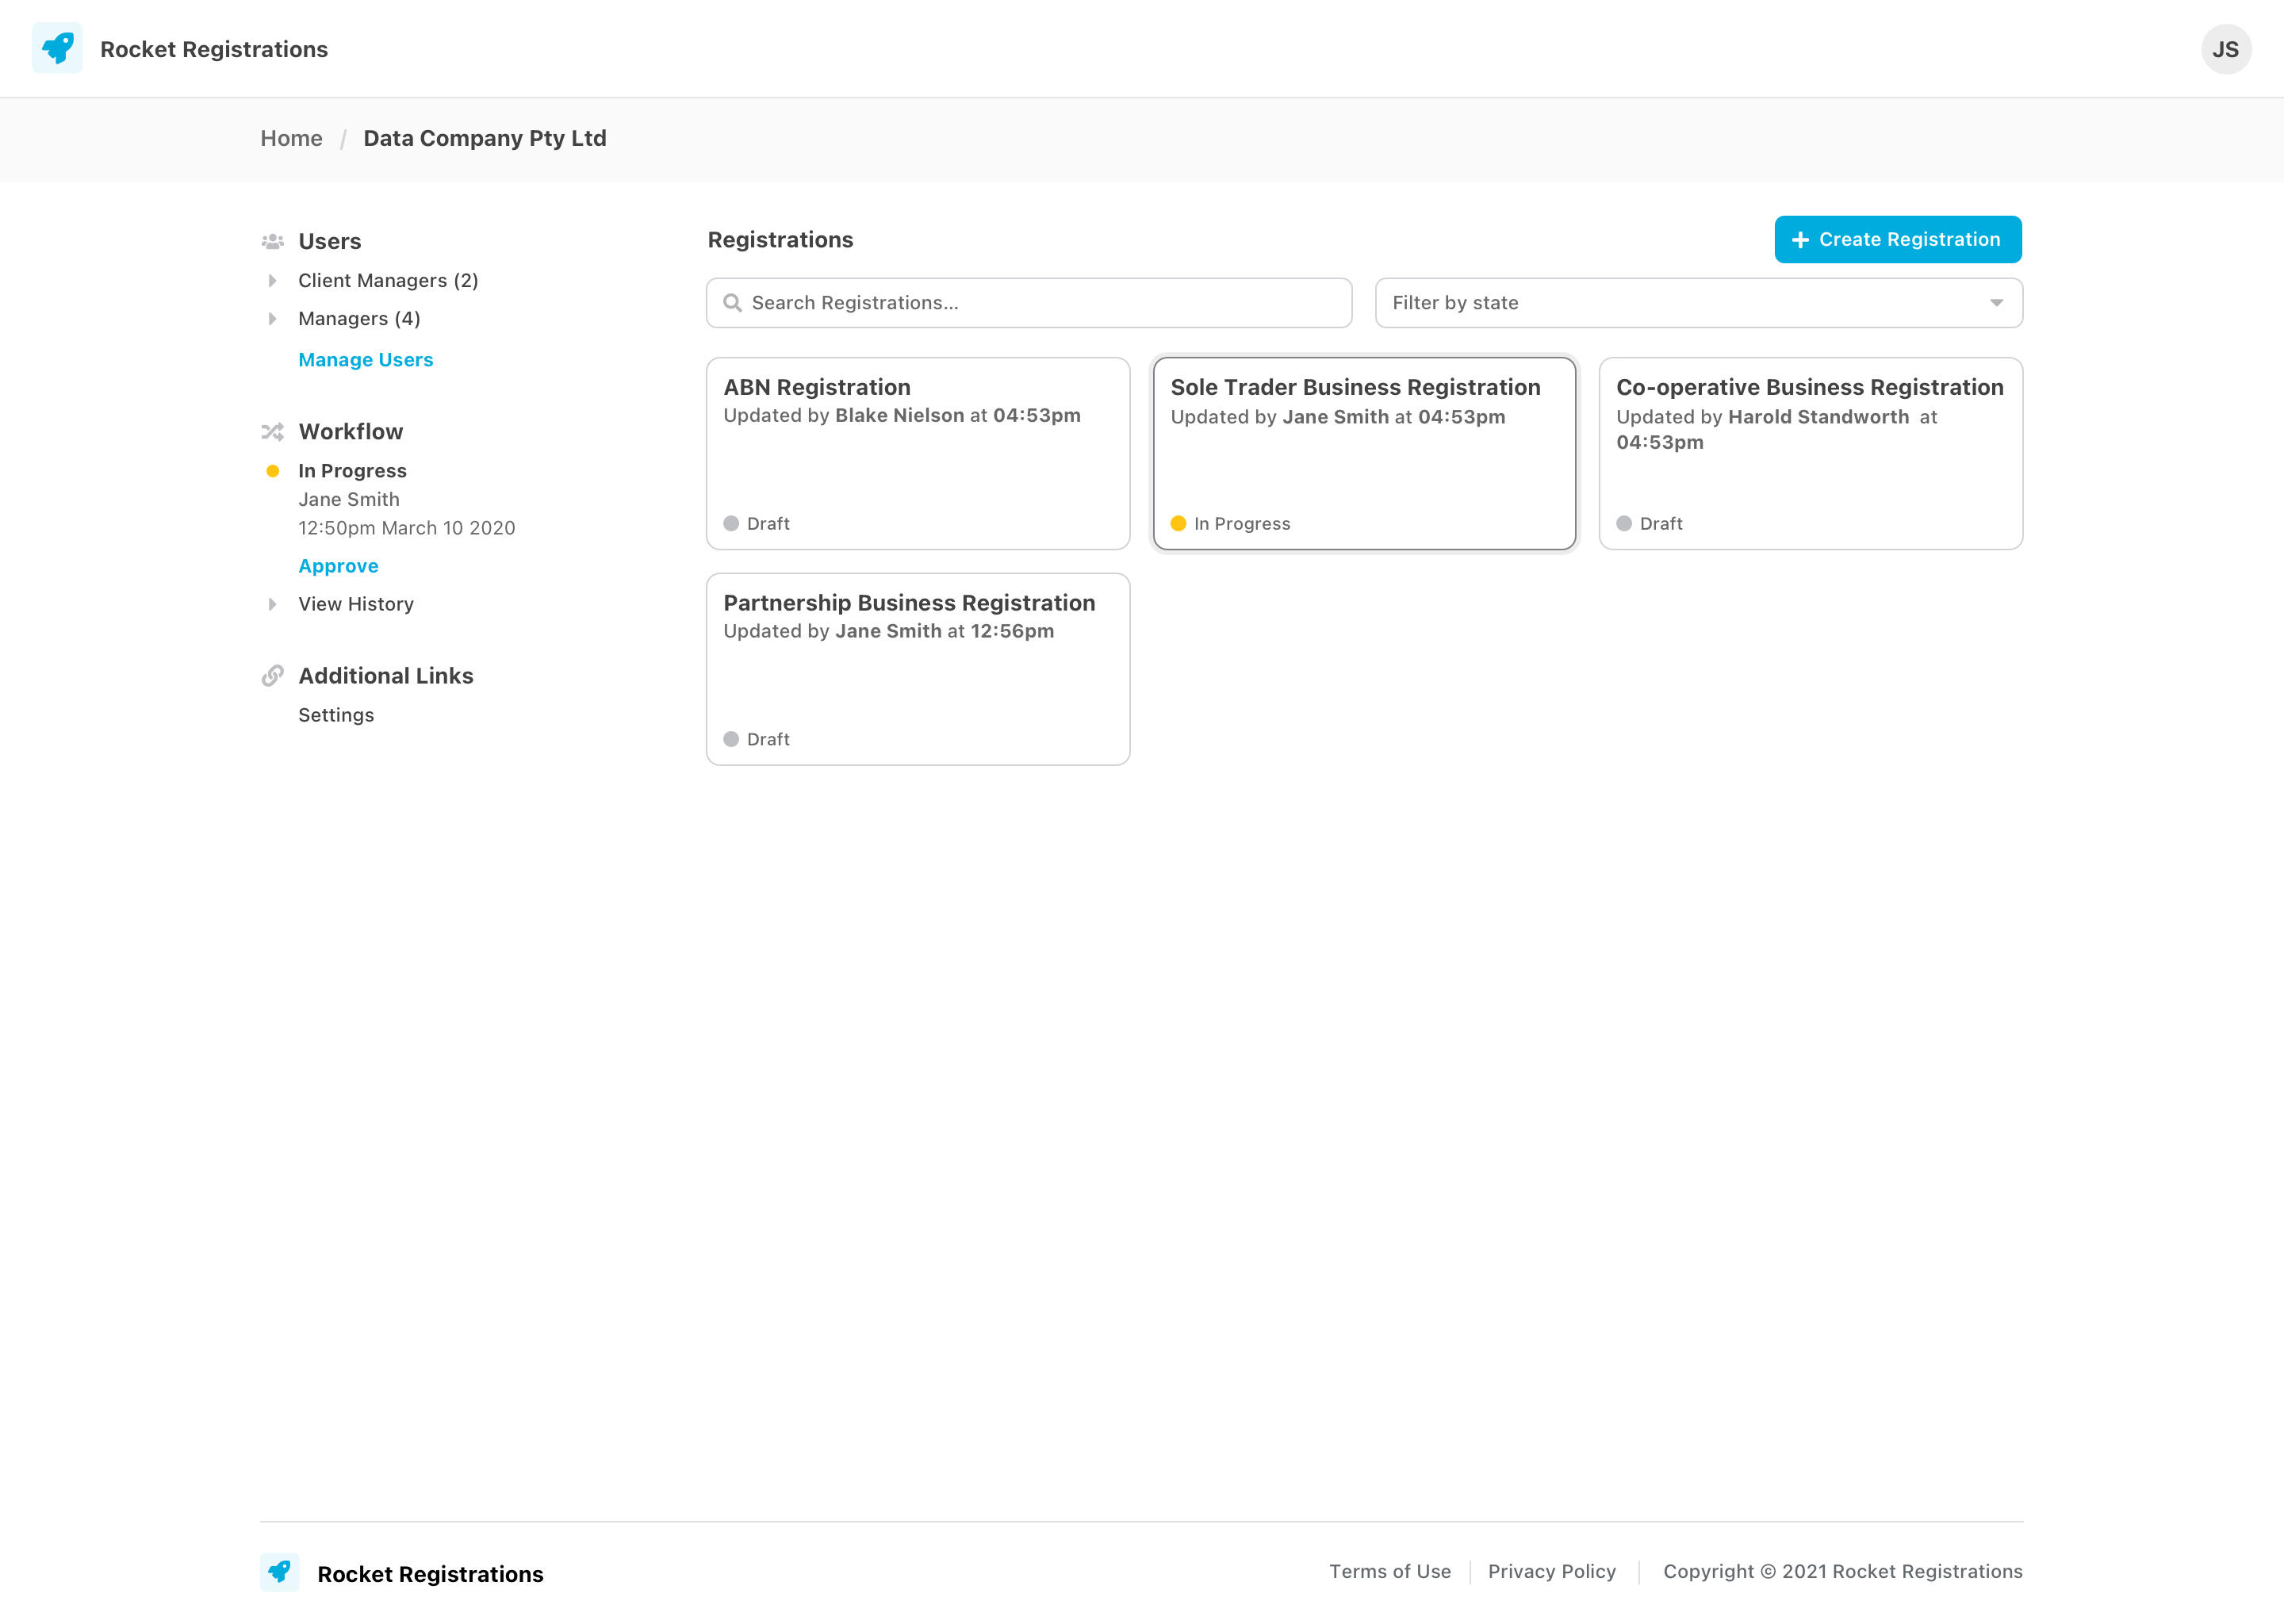 Rocket Registrations
JS
Home / Data Company Pty Ltd
Users
Client Managers (2)
Managers (4)
Manage Users
Workflow
In Progress
Jane Smith
12:50pm March 10 2020
Approve
View History
Additional Links
Settings
Registrations
+ Create Registration
Search Registrations...
Filter by state
ABN Registration
Updated by Blake Nielson at 04:53pm
Draft
Sole Trader Business Registration
Updated by Jane Smith at 04:53pm
In Progress
Co-operative Business Registration
Updated by Harold Standworth at
04:53pm
Draft
Partnership Business Registration
Updated by Jane Smith at 12:56pm
Draft
Rocket Registrations
Terms of Use
Privacy Policy
Copyright © 2021 Rocket Registrations